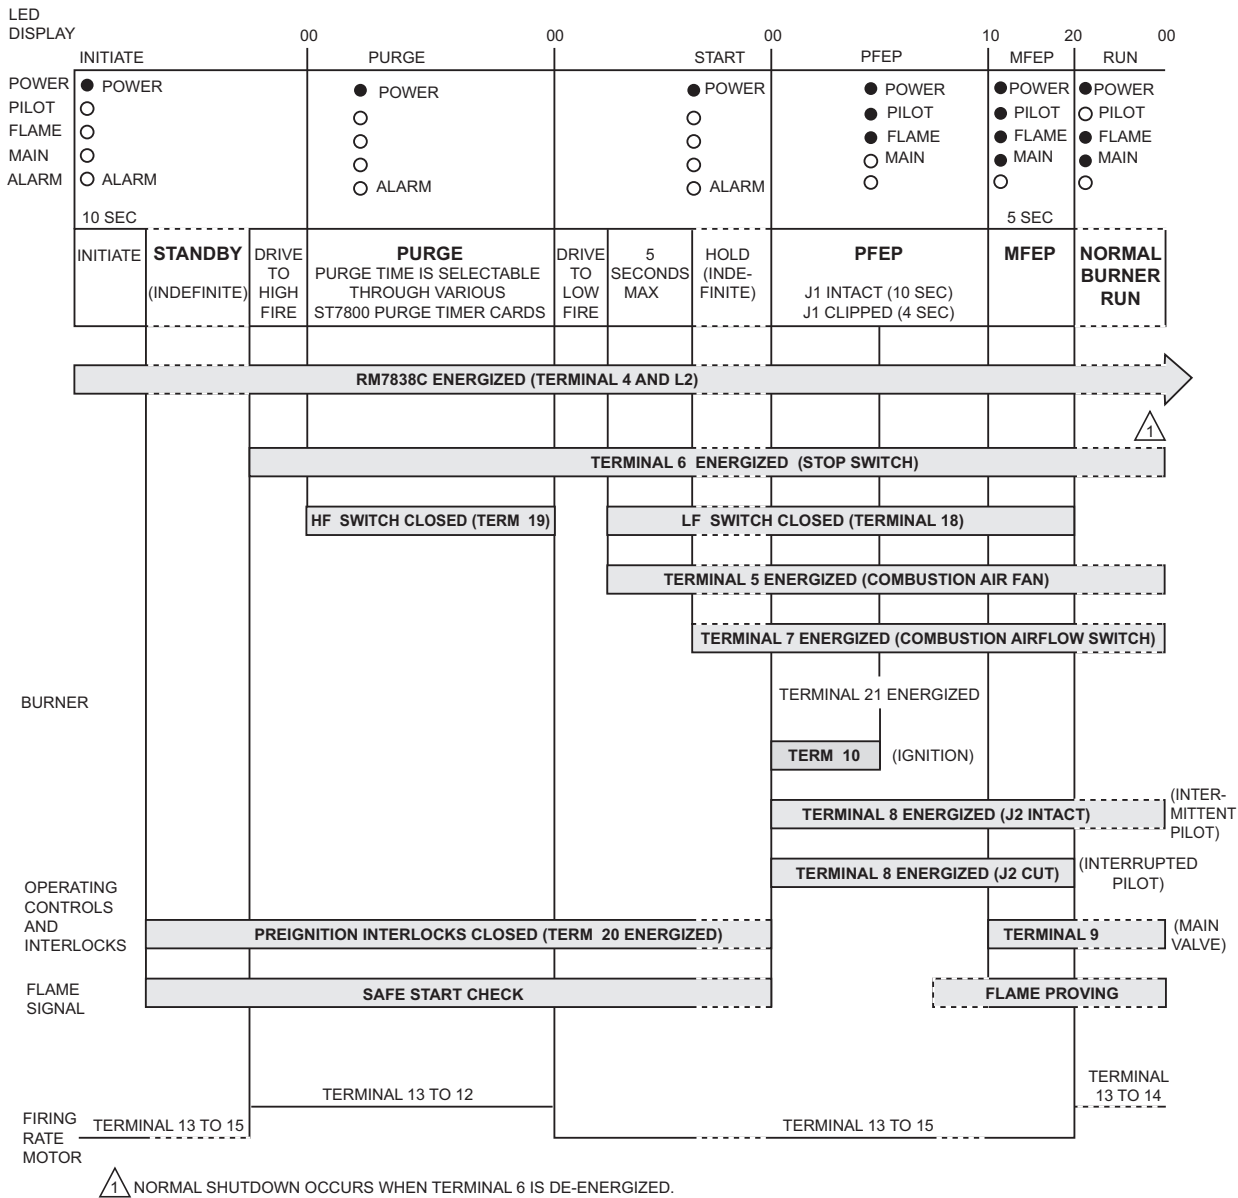 LED
DISPLAY
00 00 00 10 20 00
INITIATE PURGE START PFEP MFEP RUN
POWER POWER POWER POWER POWER POWER POWER
PILOT PILOT PILOT PILOT
FLAME FLAME FLAME FLAME
MAIN MAIN MAIN MAIN
ALARM ALARM ALARM ALARM
10 SEC 5 SEC
INITIATE
STANDBY
(INDEFINITE)
DRIVE
TO
HIGH
FIRE
PURGE
PURGE TIME IS SELECTABLE
THROUGH VARIOUS
ST7800 PURGE TIMER CARDS
DRIVE
TO
LOW
FIRE
5
SECONDS
MAX
HOLD
(INDE-
FINITE)
PFEP
J1 INTACT (10 SEC)
J1 CLIPPED (4 SEC)
MFEP
NORMAL
BURNER
RUN
RM7838C ENERGIZED (TERMINAL 4 AND L2)
1
TERMINAL 6 ENERGIZED (STOP SWITCH)
HF SWITCH CLOSED (TERM 19)
LF SWITCH CLOSED (TERMINAL 18)
TERMINAL 5 ENERGIZED (COMBUSTION AIR FAN)
TERMINAL 7 ENERGIZED (COMBUSTION AIRFLOW SWITCH)
BURNER
TERMINAL 21 ENERGIZED
TERM 10 (IGNITION)
TERMINAL 8 ENERGIZED (J2 INTACT)
(INTER-
MITTENT
PILOT)
TERMINAL 8 ENERGIZED (J2 CUT)
(INTERRUPTED
PILOT)
OPERATING
CONTROLS
AND
INTERLOCKS
PREIGNITION INTERLOCKS CLOSED (TERM 20 ENERGIZED)
TERMINAL 9
(MAIN
VALVE)
FLAME
SIGNAL
SAFE START CHECK
FLAME PROVING
FIRING
RATE
MOTOR
TERMINAL 13 TO 15
TERMINAL 13 TO 12
TERMINAL 13 TO 15
TERMINAL
13 TO 14
1 NORMAL SHUTDOWN OCCURS WHEN TERMINAL 6 IS DE-ENERGIZED.